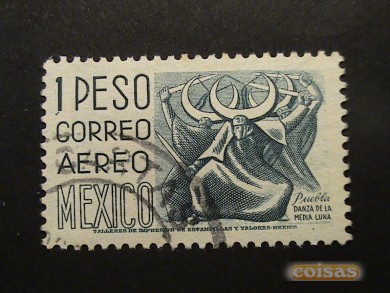 1 PESO
CORREO
AEREO
MEXICO
Puebla
DANZA DE LA
MEDIA LUNA
TALLERES DE IMPRESION DE ESTAMPILLAS Y VALORES-MEXICO
coisas